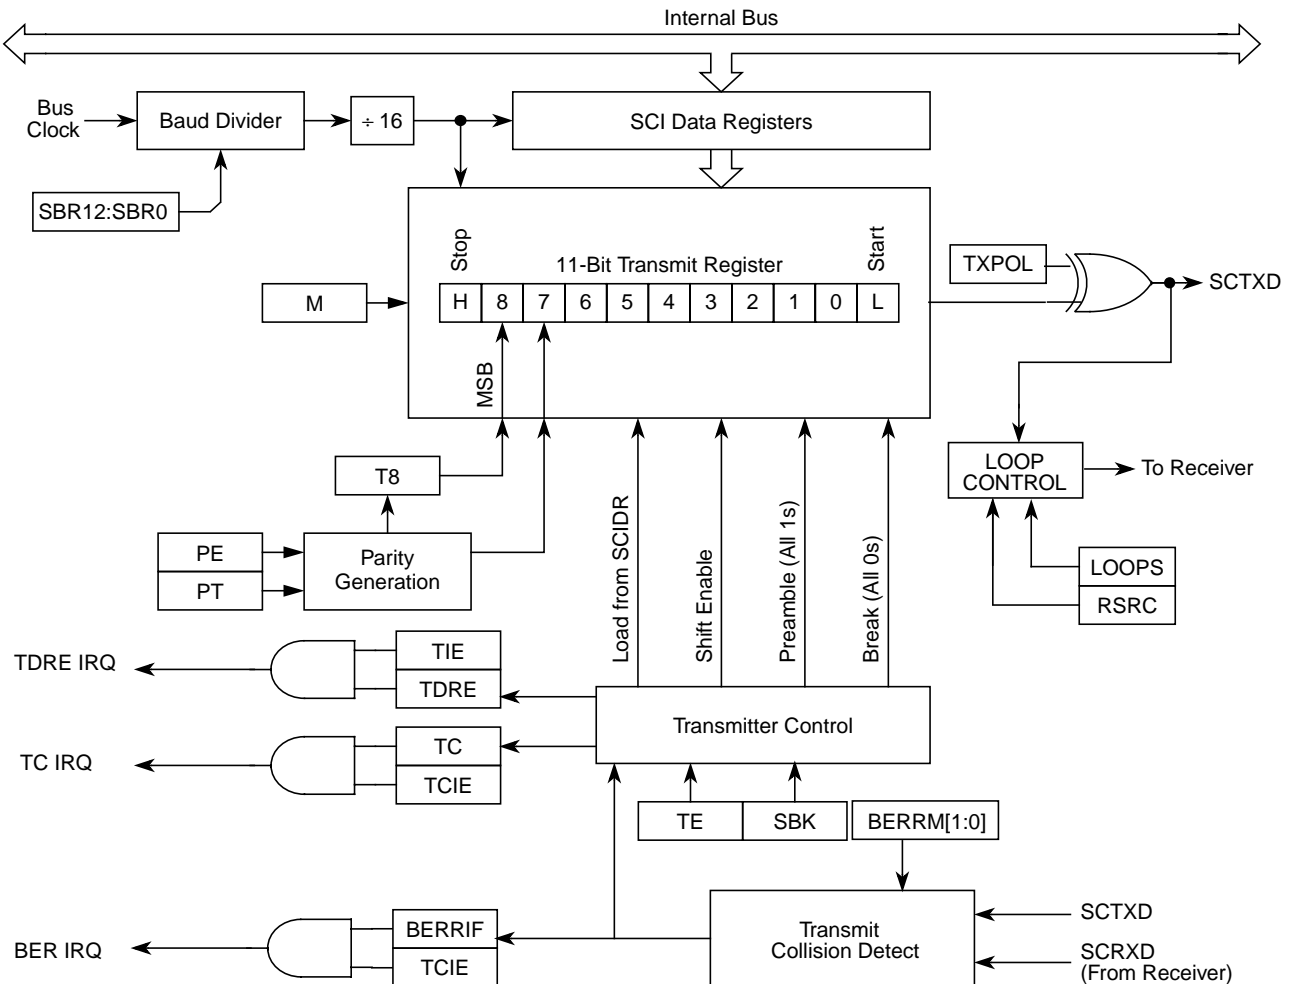 Internal Bus
Bus
Clock
Baud Divider
÷ 16
SCI Data Registers
SBR12:SBR0
Stop
11-Bit Transmit Register
Start
TXPOL
SCTXD
M
H 8 7 6 5 4 3 2 1 0 L
MSB
T8
LOOP
CONTROL
To Receiver
PE
PT
Parity
Generation
Load from SCIDR
Shift Enable
Preamble (All 1s)
Break (All 0s)
LOOPS
RSRC
TDRE IRQ
TIE
TDRE
Transmitter Control
TC IRQ
TC
TCIE
TE
SBK
BERRM[1:0]
BER IRQ
BERRIF
TCIE
Transmit
Collision Detect
SCTXD
SCRXD
(From Receiver)